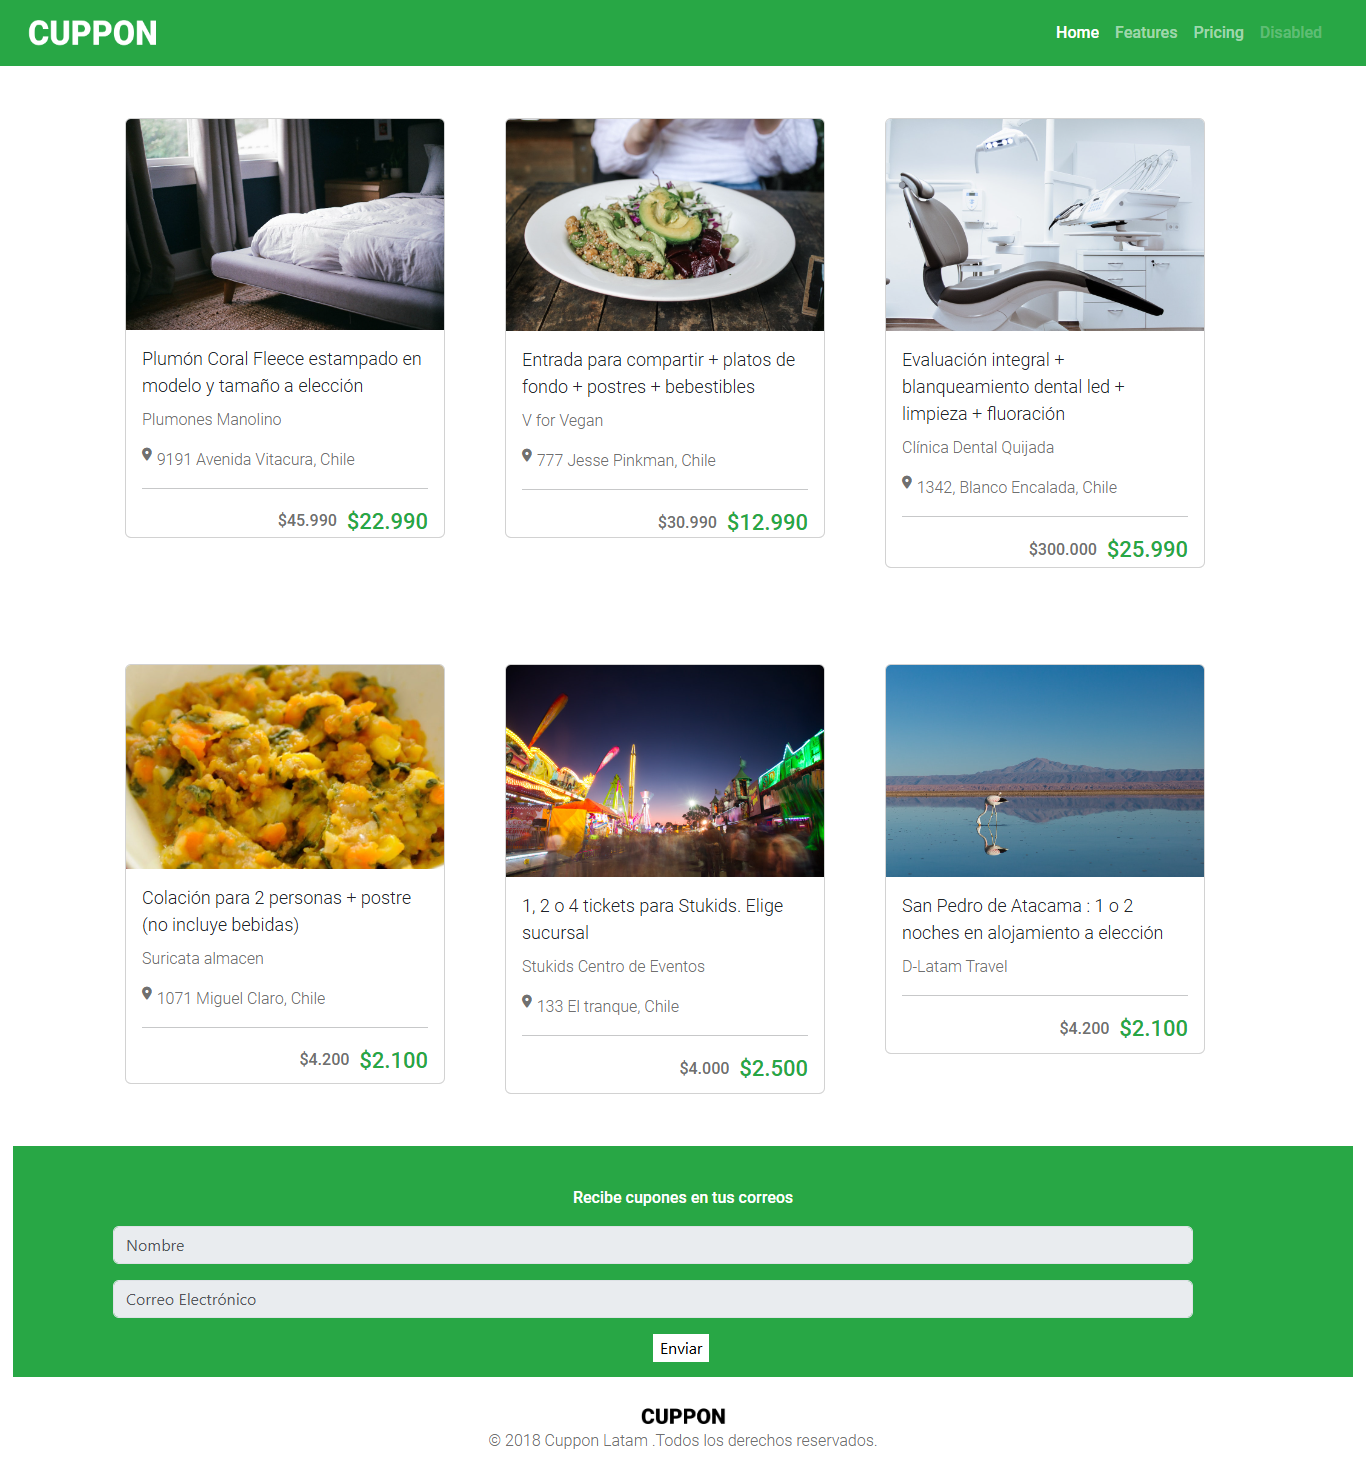 CUPPON
Home Features Pricing Disabled
Plumón Coral Fleece estampado en
modelo y tamaño a elección
Plumones Manolino
9191 Avenida Vitacura, Chile
$45.990 $22.990
Entrada para compartir + platos de
fondo + postres + bebestibles
V for Vegan
777 Jesse Pinkman, Chile
$30.990 $12.990
Evaluación integral +
blanqueamiento dental led +
limpieza + fluoración
Clínica Dental Quijada
1342, Blanco Encalada, Chile
$300.000 $25.990
Colación para 2 personas + postre
(no incluye bebidas)
Suricata almacen
1071 Miguel Claro, Chile
$4.200 $2.100
1, 2 o 4 tickets para Stukids. Elige
sucursal
Stukids Centro de Eventos
133 El tranque, Chile
$4.000 $2.500
San Pedro de Atacama : 1 o 2
noches en alojamiento a elección
D-Latam Travel
$4.200 $2.100
Recibe cupones en tus correos
Nombre
Correo Electrónico
Enviar
CUPPON
© 2018 Cuppon Latam .Todos los derechos reservados.